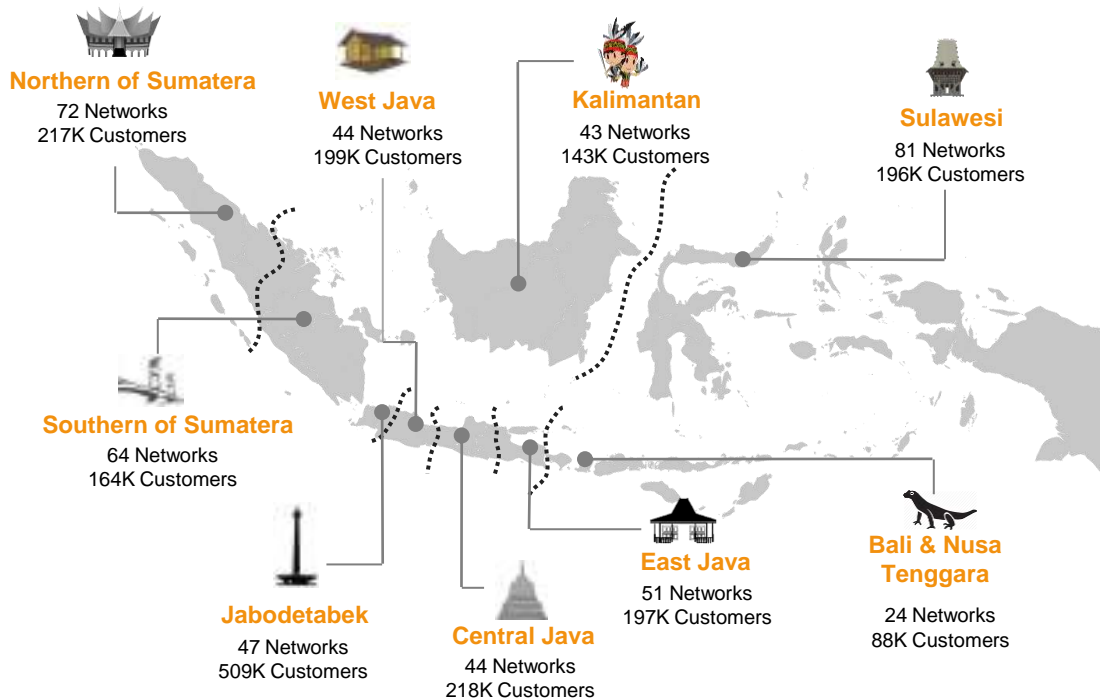 Northern of Sumatera
72 Networks
217K Customers
West Java
44 Networks
199K Customers
Kalimantan
43 Networks
143K Customers
Sulawesi
81 Networks
196K Customers
Southern of Sumatera
64 Networks
164K Customers
Jabodetabek
47 Networks
509K Customers
Central Java
44 Networks
218K Customers
East Java
51 Networks
197K Customers
Bali & Nusa
Tenggara
24 Networks
88K Customers